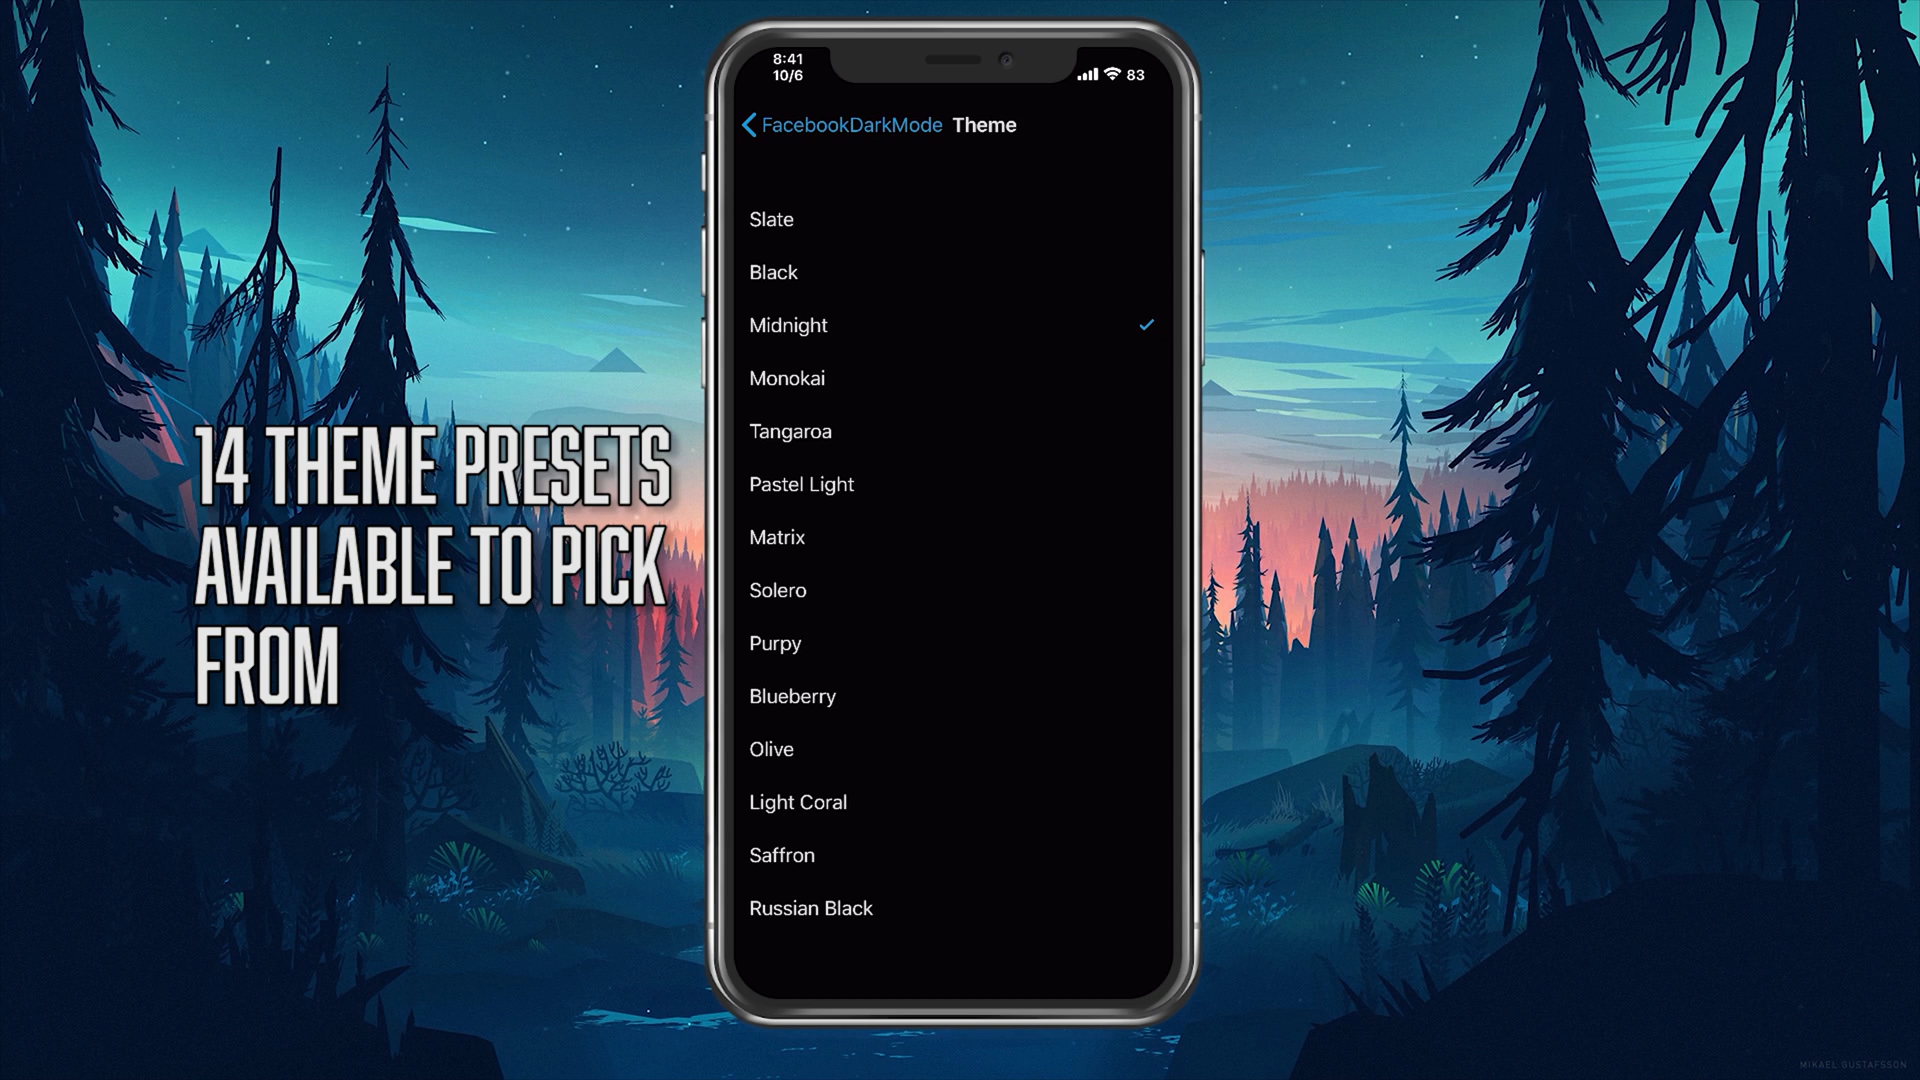 14 THEME PRESETS
AVAILABLE TO PICK
FROM
8:41
10/6
83
FacebookDarkMode Theme
Slate
Black
Midnight
Monokai
Tangaroa
Pastel Light
Matrix
Solero
Purpy
Blueberry
Olive
Light Coral
Saffron
Russian Black
MIKAEL GUSTAFSSON